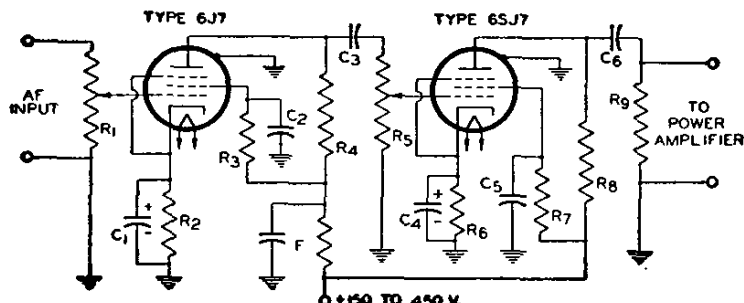 TYPE 6J7
TYPE 6SJ7
AF
INPUT
R1
C1
R2
R3
C2
R4
F
C3
R5
C4
R6
C5
R7
R8
C6
R9
TO
POWER
AMPLIFIER
+
-
+
-
+150 TO 450 V.